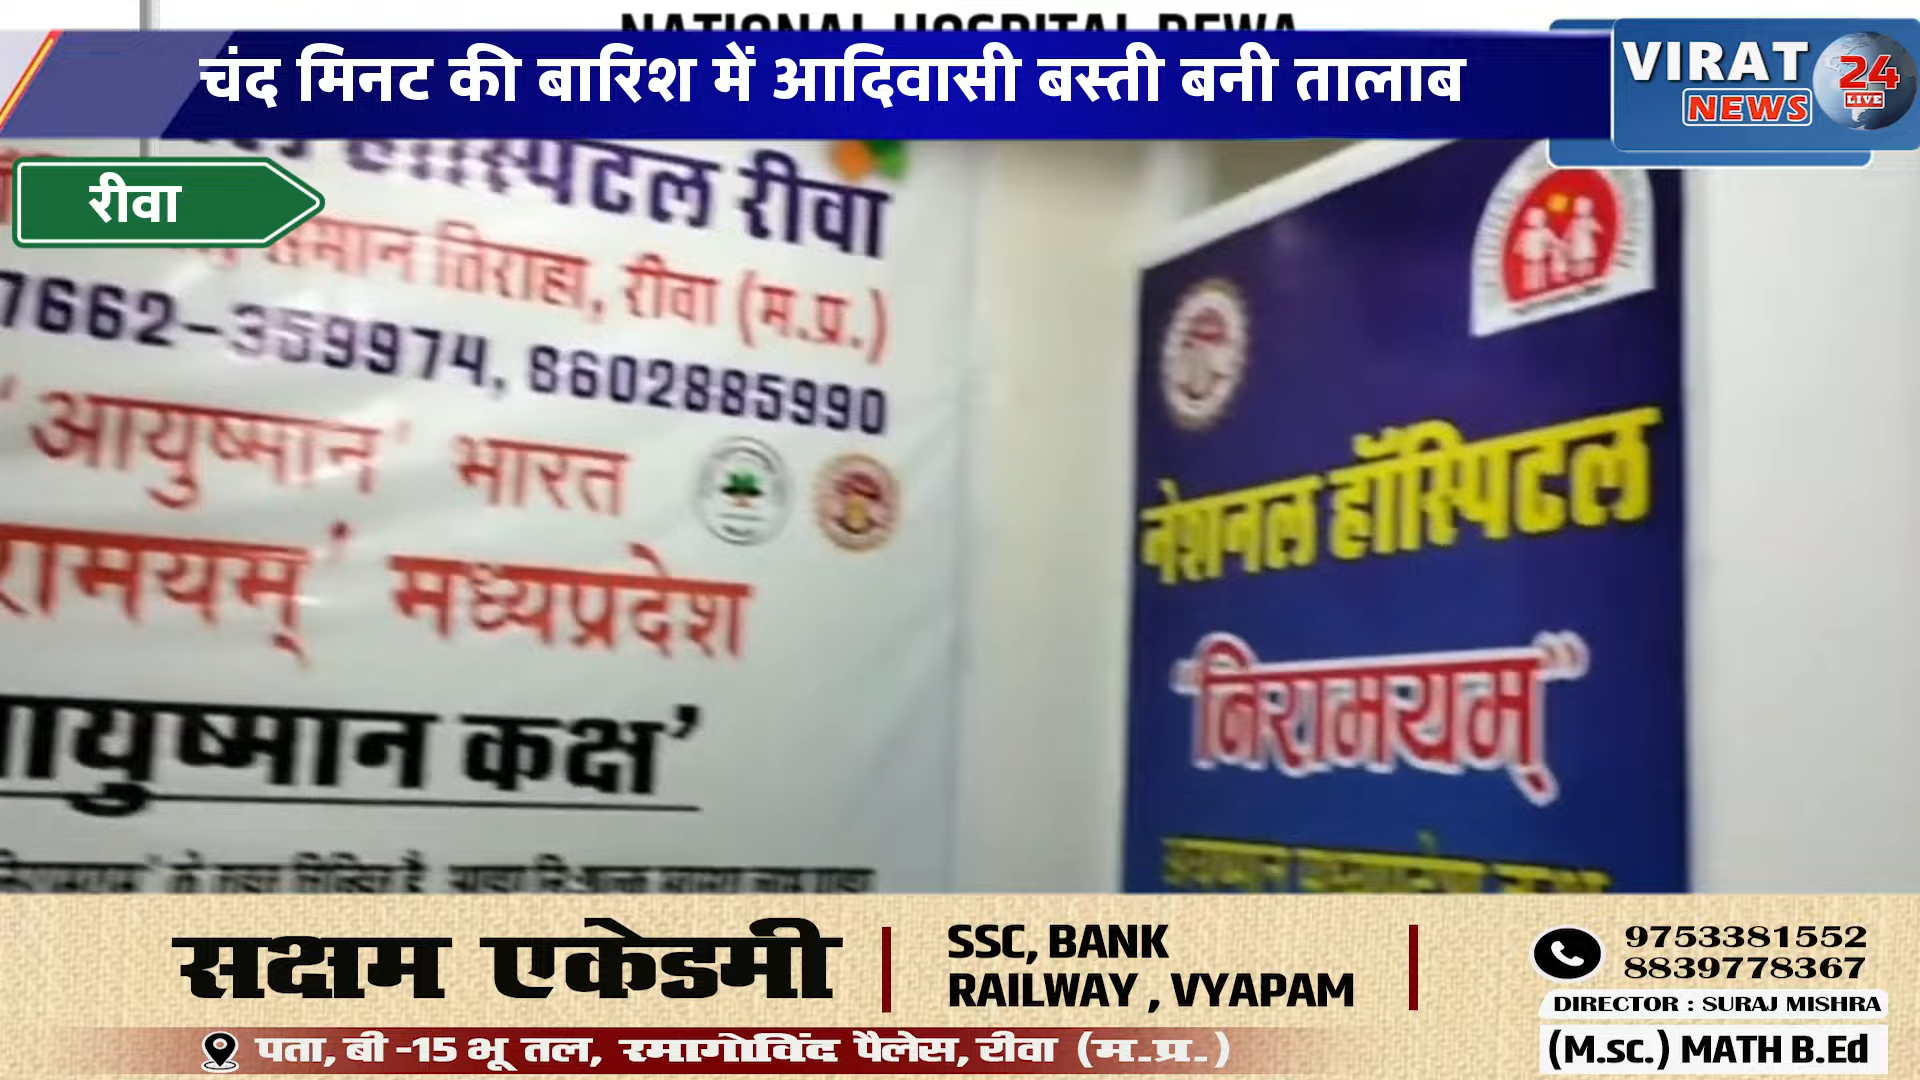 NATIONAL HOSPITAL REWA
चंद मिनट की बारिश में आदिवासी बस्ती बनी तालाब
VIRAT
NEWS
24
LIVE
रीवा
हॉस्पिटल रीवा
समान तिराहा, रीवा (म.प्र.)
7662-359974, 8602885990
'आयुष्मान' भारत
रामयम्' मध्यप्रदेश
ायुष्मान कक्ष'
नेशनल हॉस्पिटल
"निरामयम्"
सक्षम एकेडमी
SSC, BANK
RAILWAY , VYAPAM
9753381552
8839778367
DIRECTOR : SURAJ MISHRA
(M.sc.) MATH B.Ed
पता, बी -15 भू तल, रमागोविंद पैलेस, रीवा (म.प्र.)